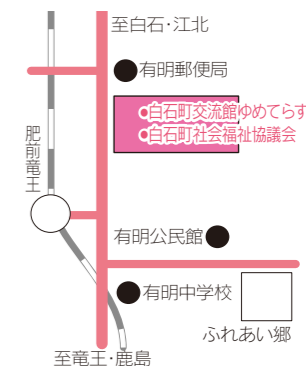 至白石・江北
有明郵便局
•白石町交流館ゆめてらす
•白石町社会福祉協議会
肥前竜王
有明公民館
有明中学校
ふれあい郷
至竜王・鹿島